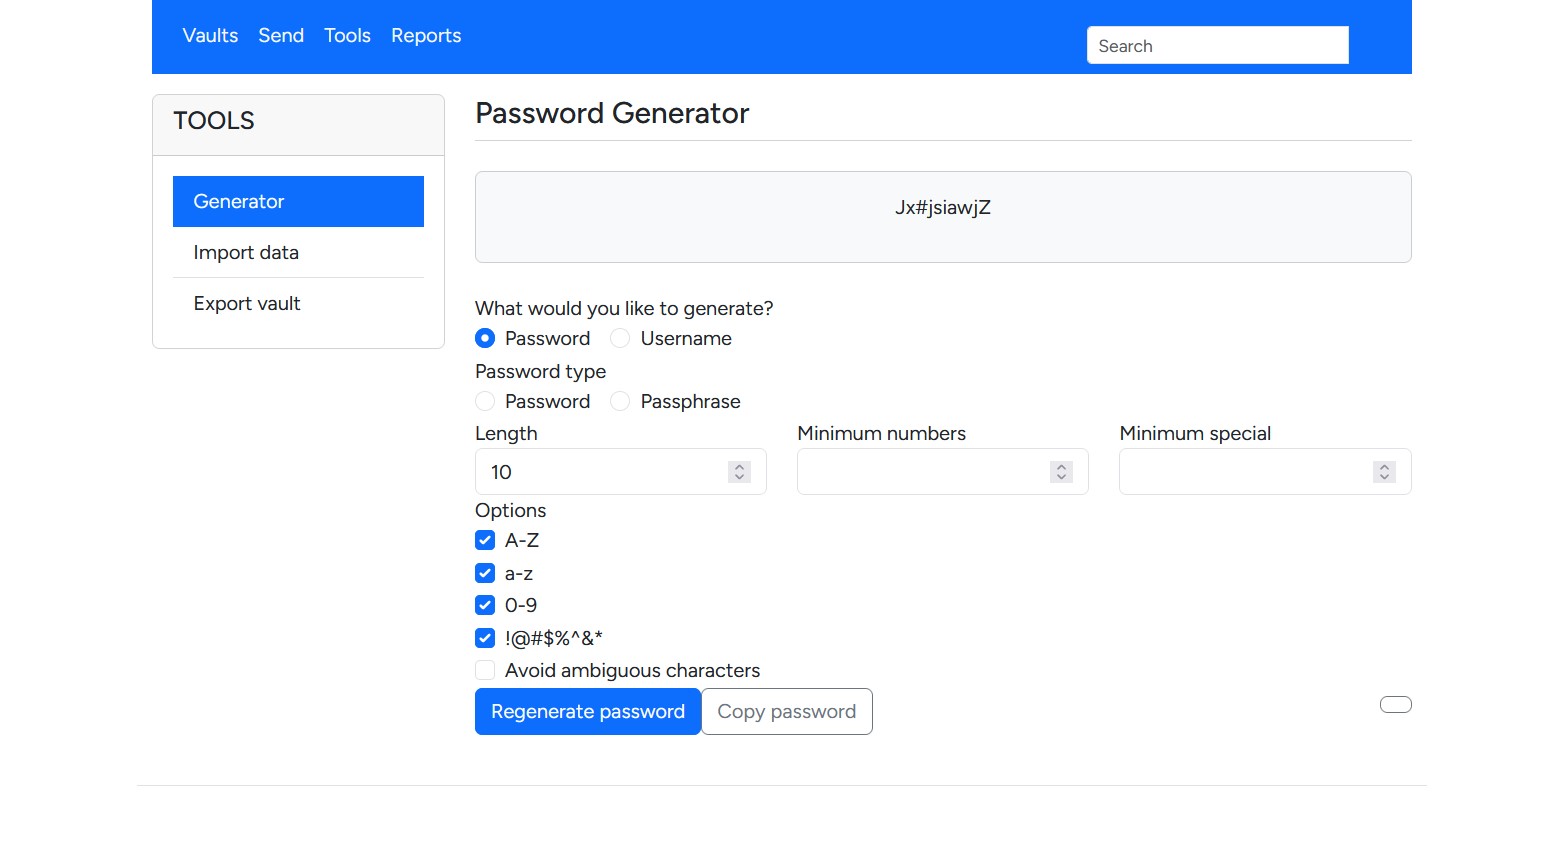 Vaults Send Tools Reports
Search
TOOLS
Generator
Import data
Export vault
Password Generator
Jx#jsiawjZ
What would you like to generate?
Password Username
Password type
Password Passphrase
Length Minimum numbers Minimum special
10
Options
A-Z
a-z
0-9
!@#$%^&*
Avoid ambiguous characters
Regenerate password Copy password